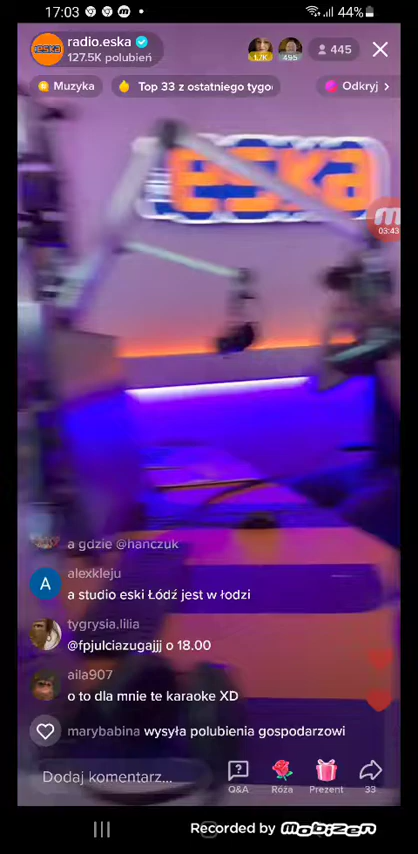 17:03
44%
radio.eska
127.5K polubień
1,7K
495
445
Muzyka
Top 33 z ostatniego tygo
Odkryj >
eska
03:43
a gdzie @hanczuk
A
alexkleju
a studio eski Łódź jest w łodzi
tygrysia.lilia
@fpjulciazugajjj o 18.00
aila907
o to dla mnie te karaoke XD
marybabina wysyła polubienia gospodarzowi
Dodaj komentarz...
Q&A
Róża
Prezent
33
Recorded by mobizen